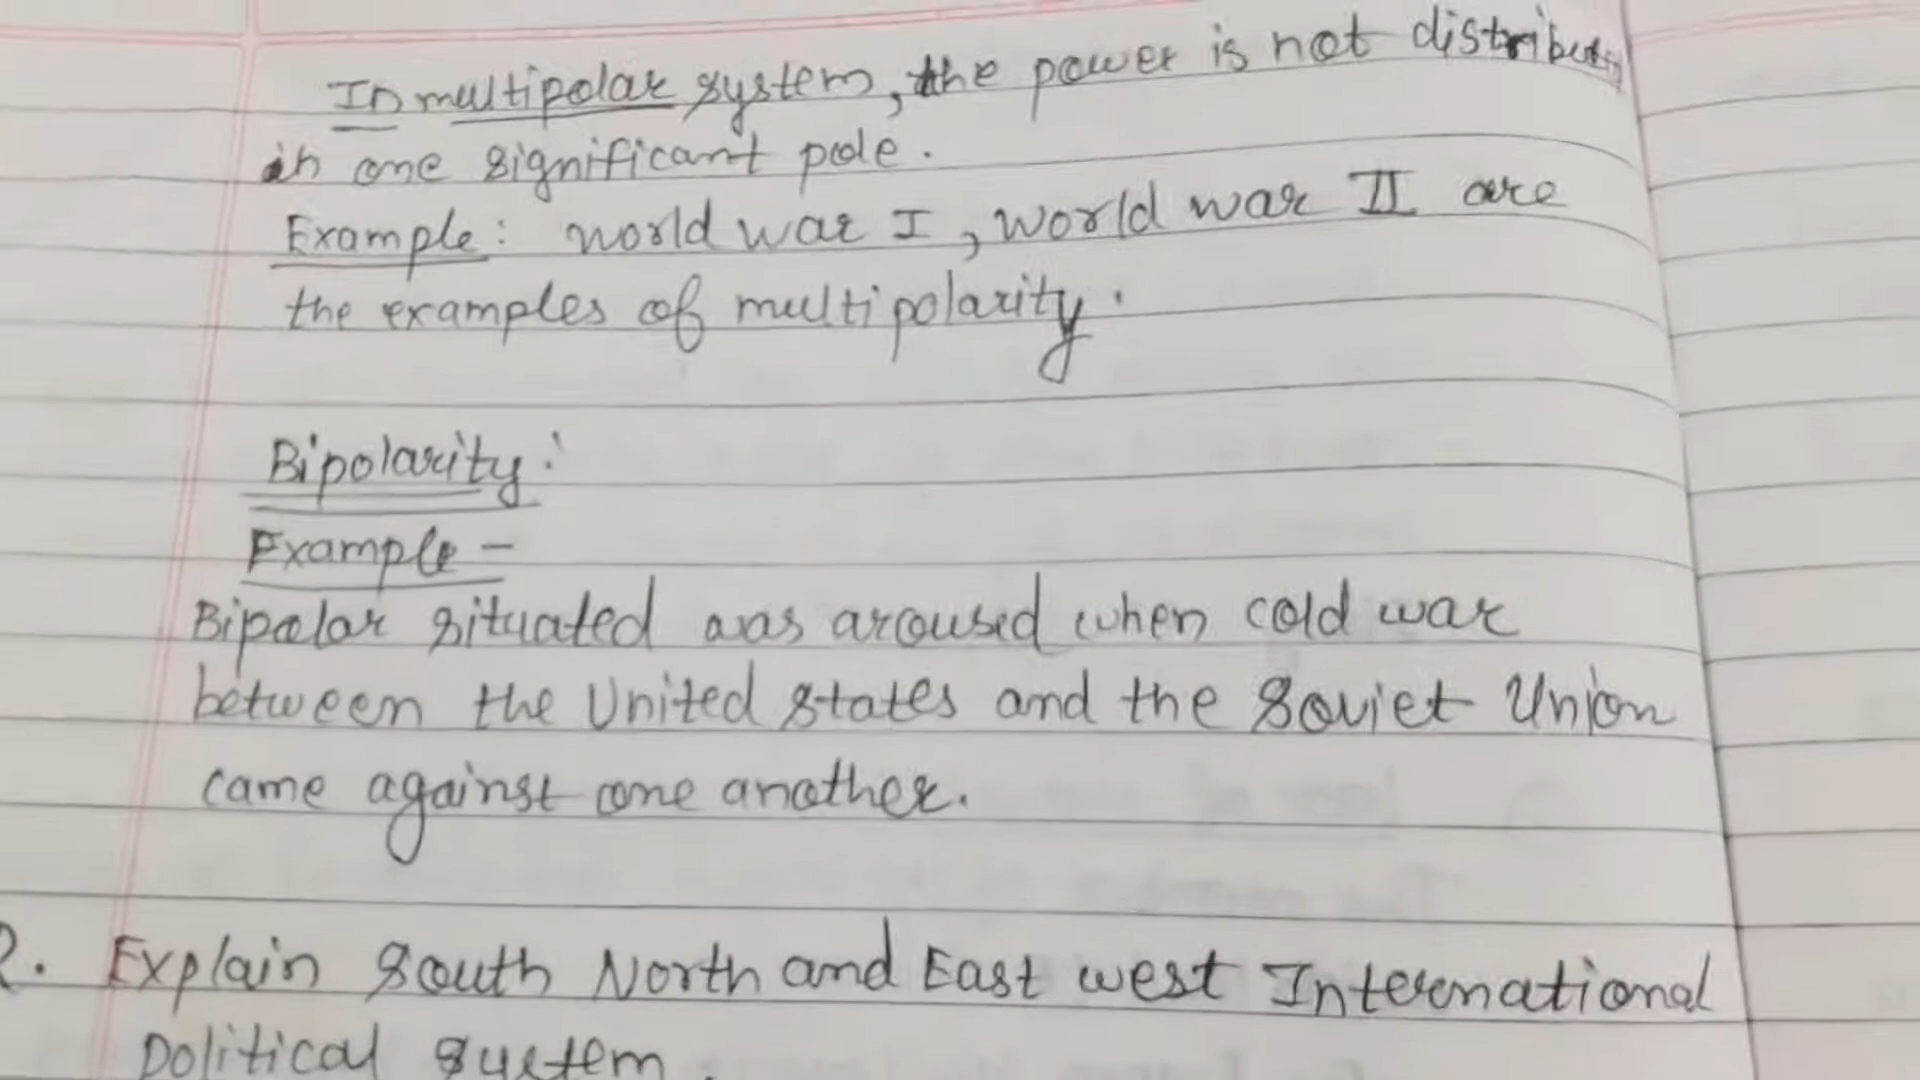 In multipolar system, the power is not
in one significant pole.
Example: world war I, world war II are
the examples of multipolarity.
Bipolarity:
Example -
Bipolar situated was aroused when cold war
between the United States and the Soviet Union
came against one another.
2. Explain South North and East west International
political system.